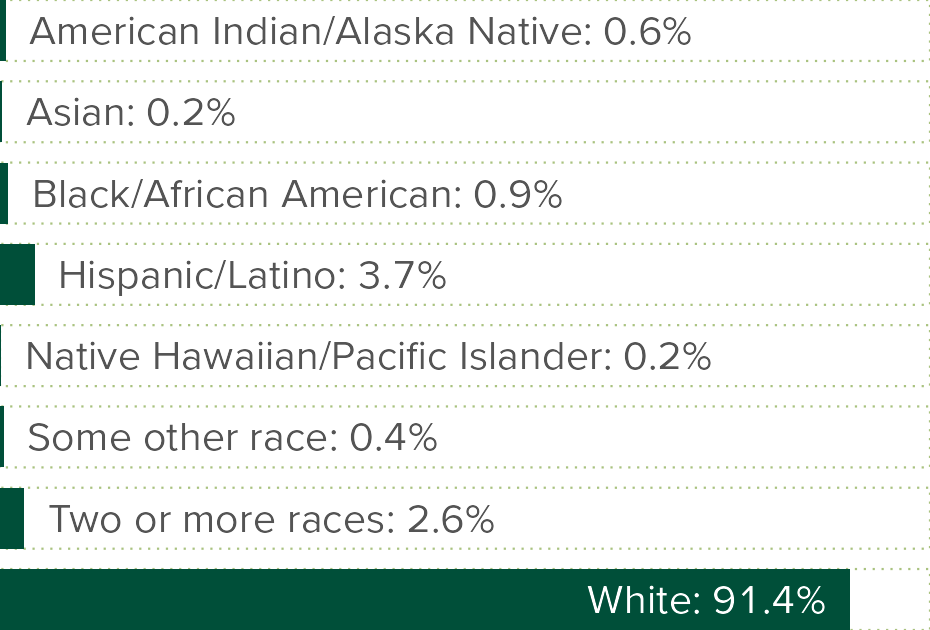 American Indian/Alaska Native: 0.6%
Asian: 0.2%
Black/African American: 0.9%
Hispanic/Latino: 3.7%
Native Hawaiian/Pacific Islander: 0.2%
Some other race: 0.4%
Two or more races: 2.6%
White: 91.4%